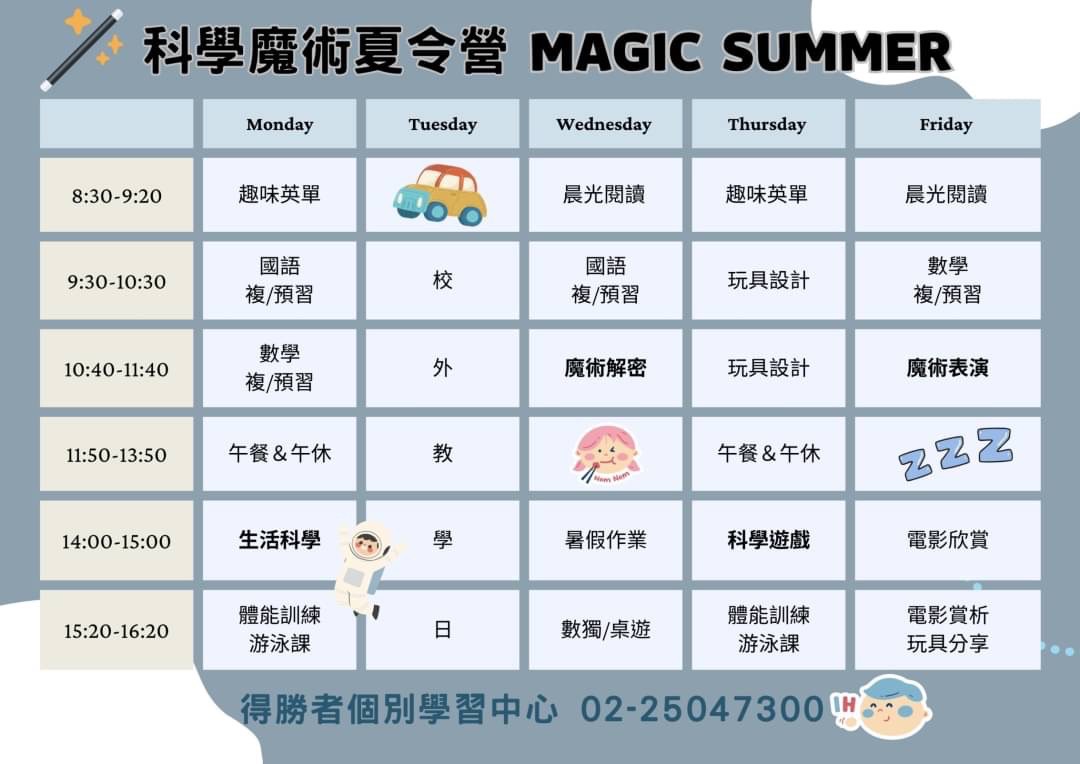 科學魔術夏令營 MAGIC SUMMER
Monday Tuesday Wednesday Thursday Friday
8:30-9:20 趣味英單 晨光閱讀 趣味英單 晨光閱讀
9:30-10:30 國語 複/預習 校 國語 複/預習 玩具設計 數學 複/預習
10:40-11:40 數學 複/預習 外 魔術解密 玩具設計 魔術表演
11:50-13:50 午餐&午休 教 Nom Nom 午餐&午休 Z Z Z
14:00-15:00 生活科學 學 暑假作業 科學遊戲 電影欣賞
15:20-16:20 體能訓練 游泳課 日 數獨/桌遊 體能訓練 游泳課 電影賞析 玩具分享
得勝者個別學習中心 02-25047300 HI